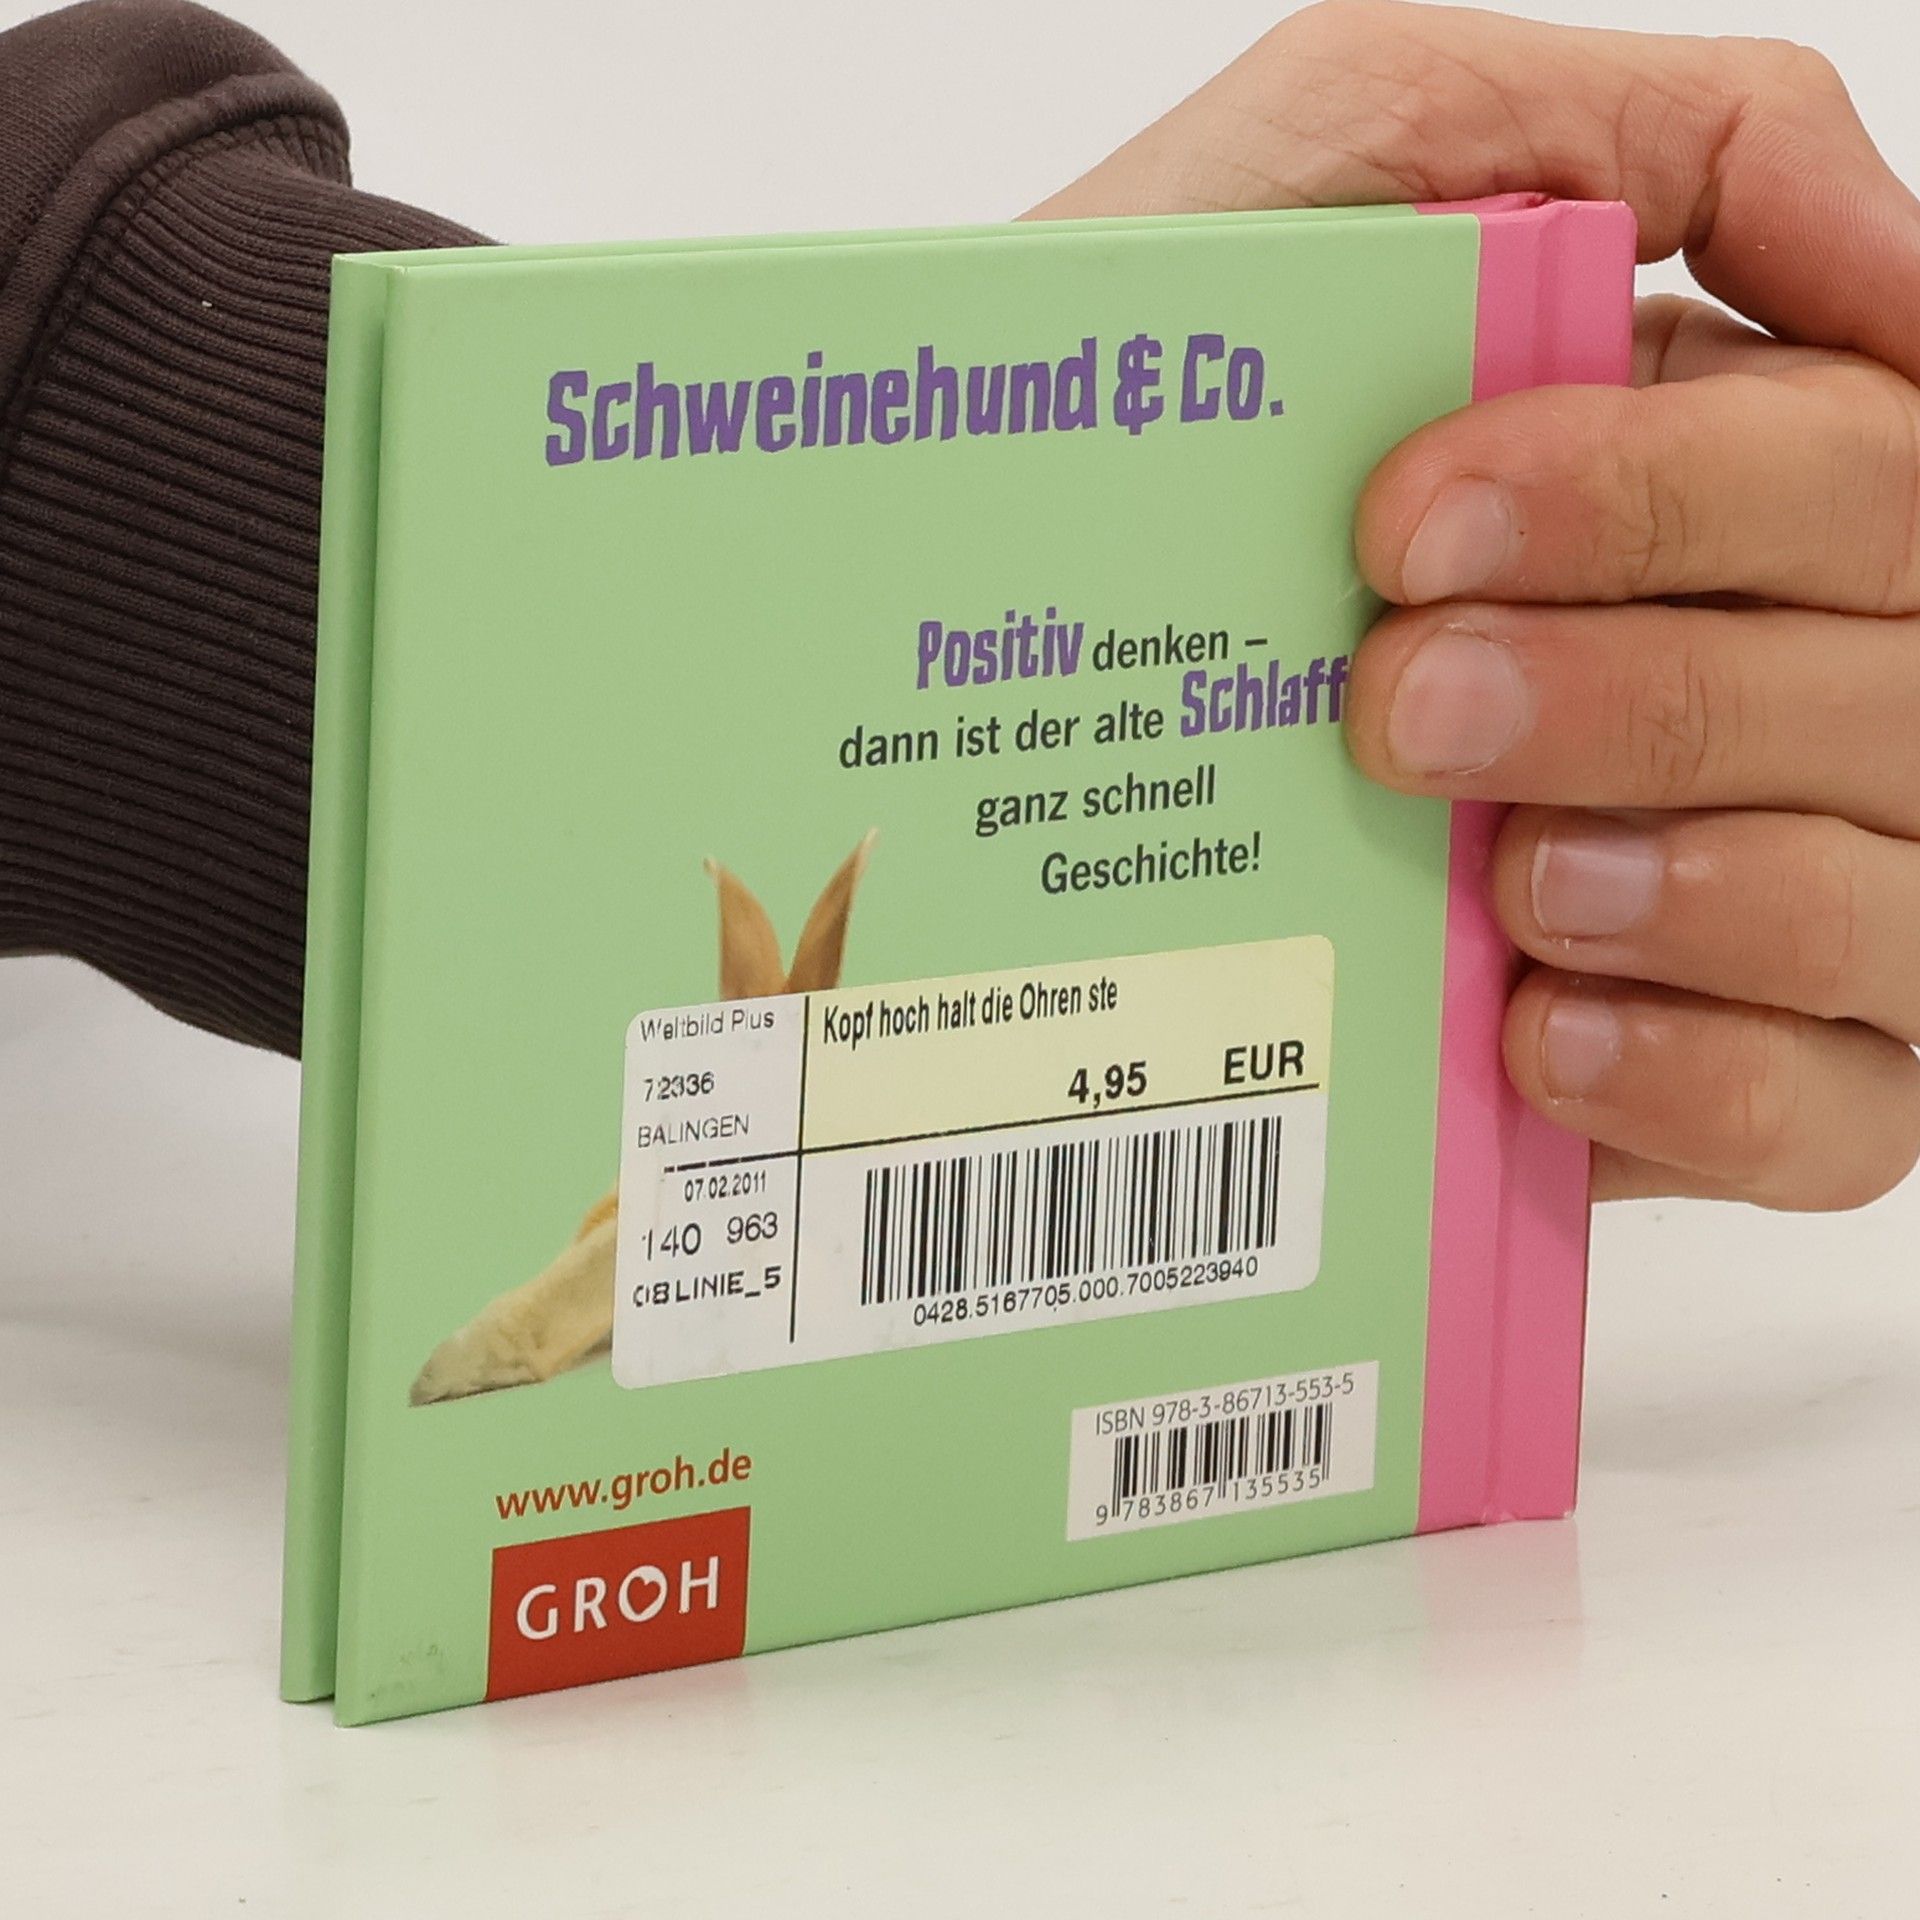 Schweinehund & Co.
Positiv denken –
dann ist der alte Schlaff
ganz schnell
Geschichte!
Weltbild Plus
72336
BALINGEN
07.02.2011
140 963
08LINIE_5
Kopf hoch halt die Ohren ste
4,95 EUR
0428.5167705.000.7005223940
ISBN 978-3-86713-553-5
9 783867 135535
www.groh.de
GROH